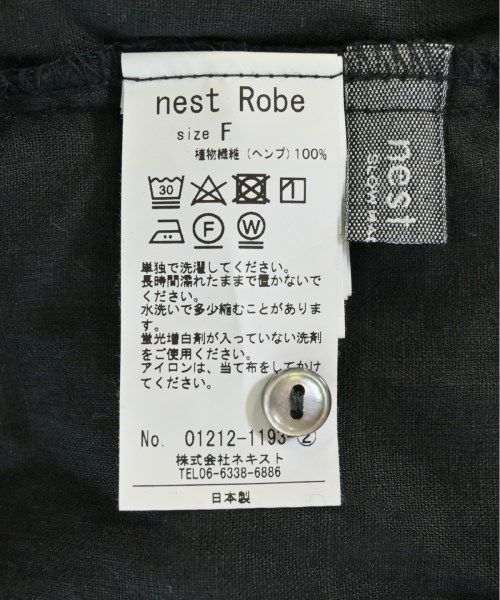 nest Robe
size F
植物繊維 (ヘンプ) 100%
30
F W
単独で洗濯してください。
長時間濡れたままで置かないで
ください。
水洗いで多少縮むことがありま
す。
蛍光増白剤が入っていない洗剤
をご使用ください。
アイロンは、当て布をしてかけ
てください。
No. 01212-1193-②
株式会社ネキスト
TEL06-6338-6886
日本製
nest